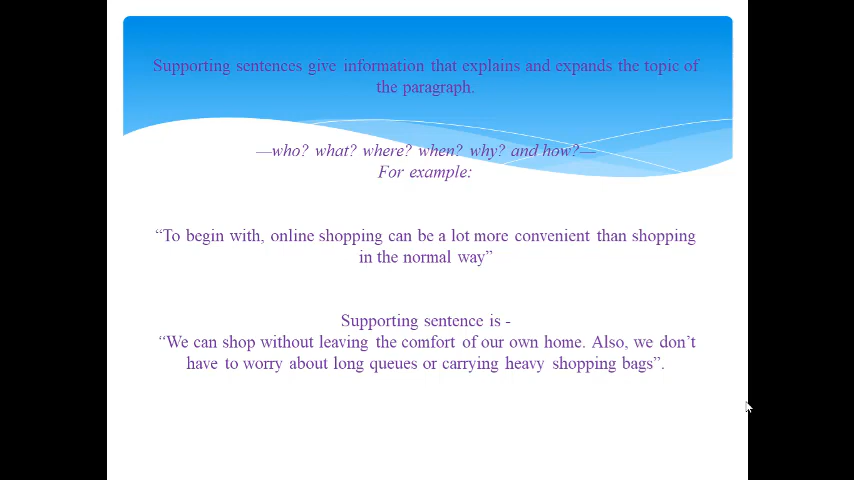 Supporting sentences give information that explains and expands the topic of
the paragraph.
—who? what? where? when? why? and how?—
For example:
“To begin with, online shopping can be a lot more convenient than shopping
in the normal way”
Supporting sentence is -
“We can shop without leaving the comfort of our own home. Also, we don’t
have to worry about long queues or carrying heavy shopping bags”.